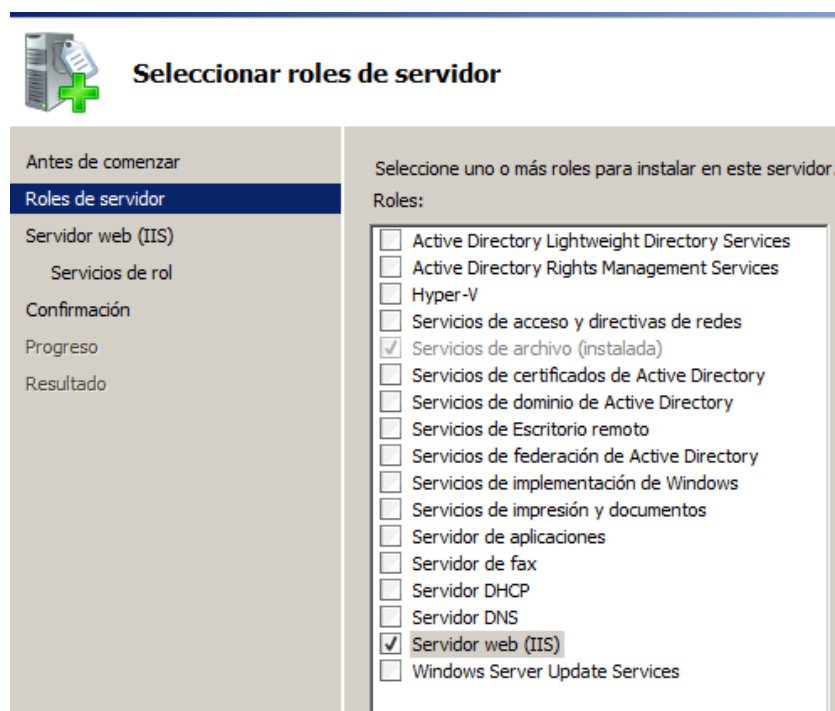 Seleccionar roles de servidor
Antes de comenzar
Roles de servidor
Servidor web (IIS)
Servicios de rol
Confirmación
Progreso
Resultado
Seleccione uno o más roles para instalar en este servidor.
Roles:
Active Directory Lightweight Directory Services
Active Directory Rights Management Services
Hyper-V
Servicios de acceso y directivas de redes
Servicios de archivo (instalada)
Servicios de certificados de Active Directory
Servicios de dominio de Active Directory
Servicios de Escritorio remoto
Servicios de federación de Active Directory
Servicios de implementación de Windows
Servicios de impresión y documentos
Servidor de aplicaciones
Servidor de fax
Servidor DHCP
Servidor DNS
Servidor web (IIS)
Windows Server Update Services